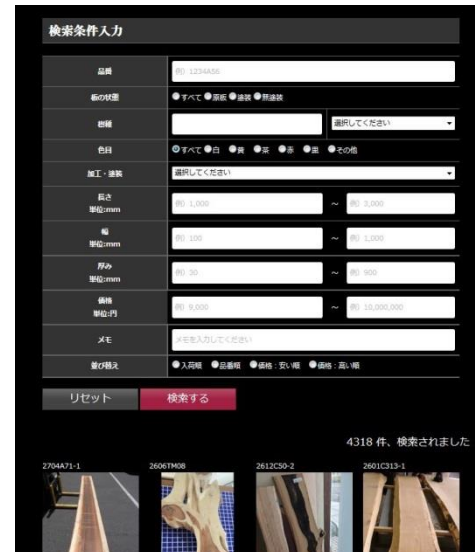 検索条件入力
品番
例) 1234A56
板の状態
すべて 原板 塗装 無塗装
樹種
選択してください
色目
すべて 白 黄 茶 赤 黒 その他
加工・塗装
選択してください
長さ
単位:mm
例) 1,000 ～ 例) 2,000
幅
単位:mm
例) 100 ～ 例) 1,000
厚み
単位:mm
例) 30 ～ 例) 900
価格
単位:円
例) 9,000 ～ 例) 10,000,000
メモ
メモを入力してください
並び替え
入荷順 品番順 価格：安い順 価格：高い順
リセット 検索する
4318 件、検索されました
2704A71-1 2606TM08 2612C50-2 2601C313-1